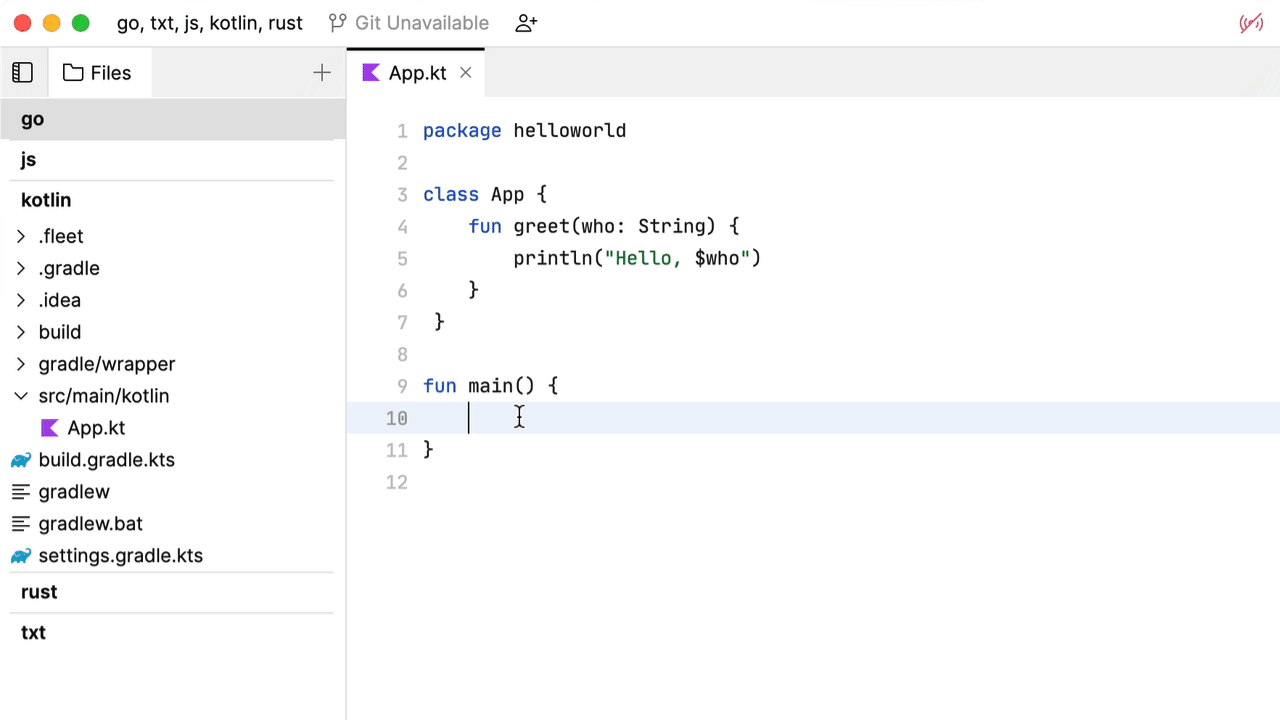 go, txt, js, kotlin, rust Git Unavailable
Files
App.kt
go
js
kotlin
.fleet
.gradle
.idea
build
gradle/wrapper
src/main/kotlin
App.kt
build.gradle.kts
gradlew
gradlew.bat
settings.gradle.kts
rust
txt
1 package helloworld
2
3 class App {
4     fun greet(who: String) {
5         println("Hello, $who")
6     }
7  }
8
9 fun main() {
10
11 }
12